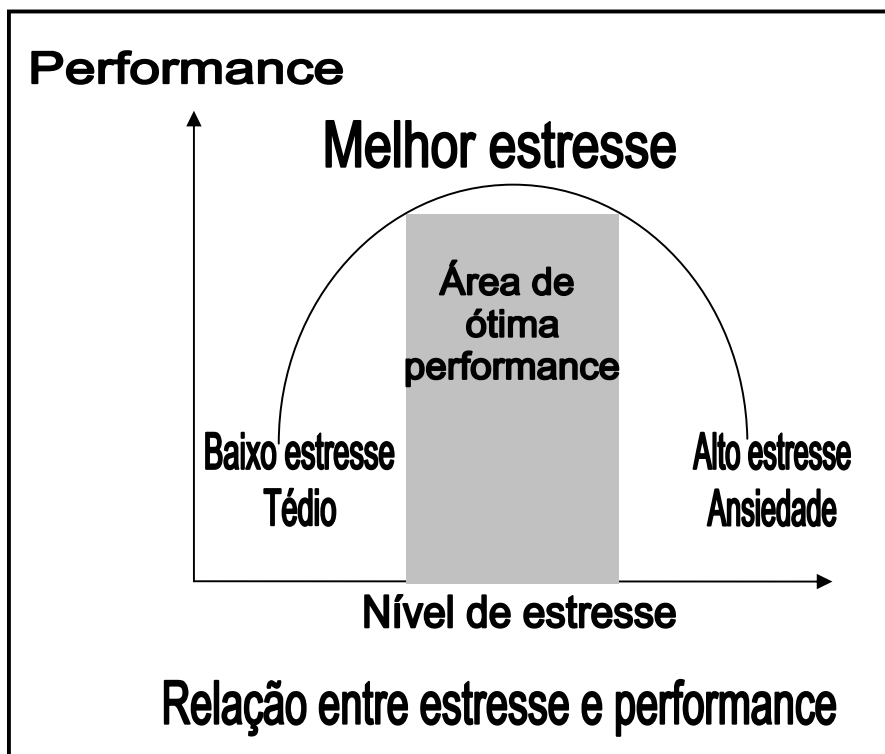 Performance
Melhor estresse
Área de
ótima
performance
Baixo estresse
Tédio
Alto estresse
Ansiedade
Nível de estresse
Relação entre estresse e performance